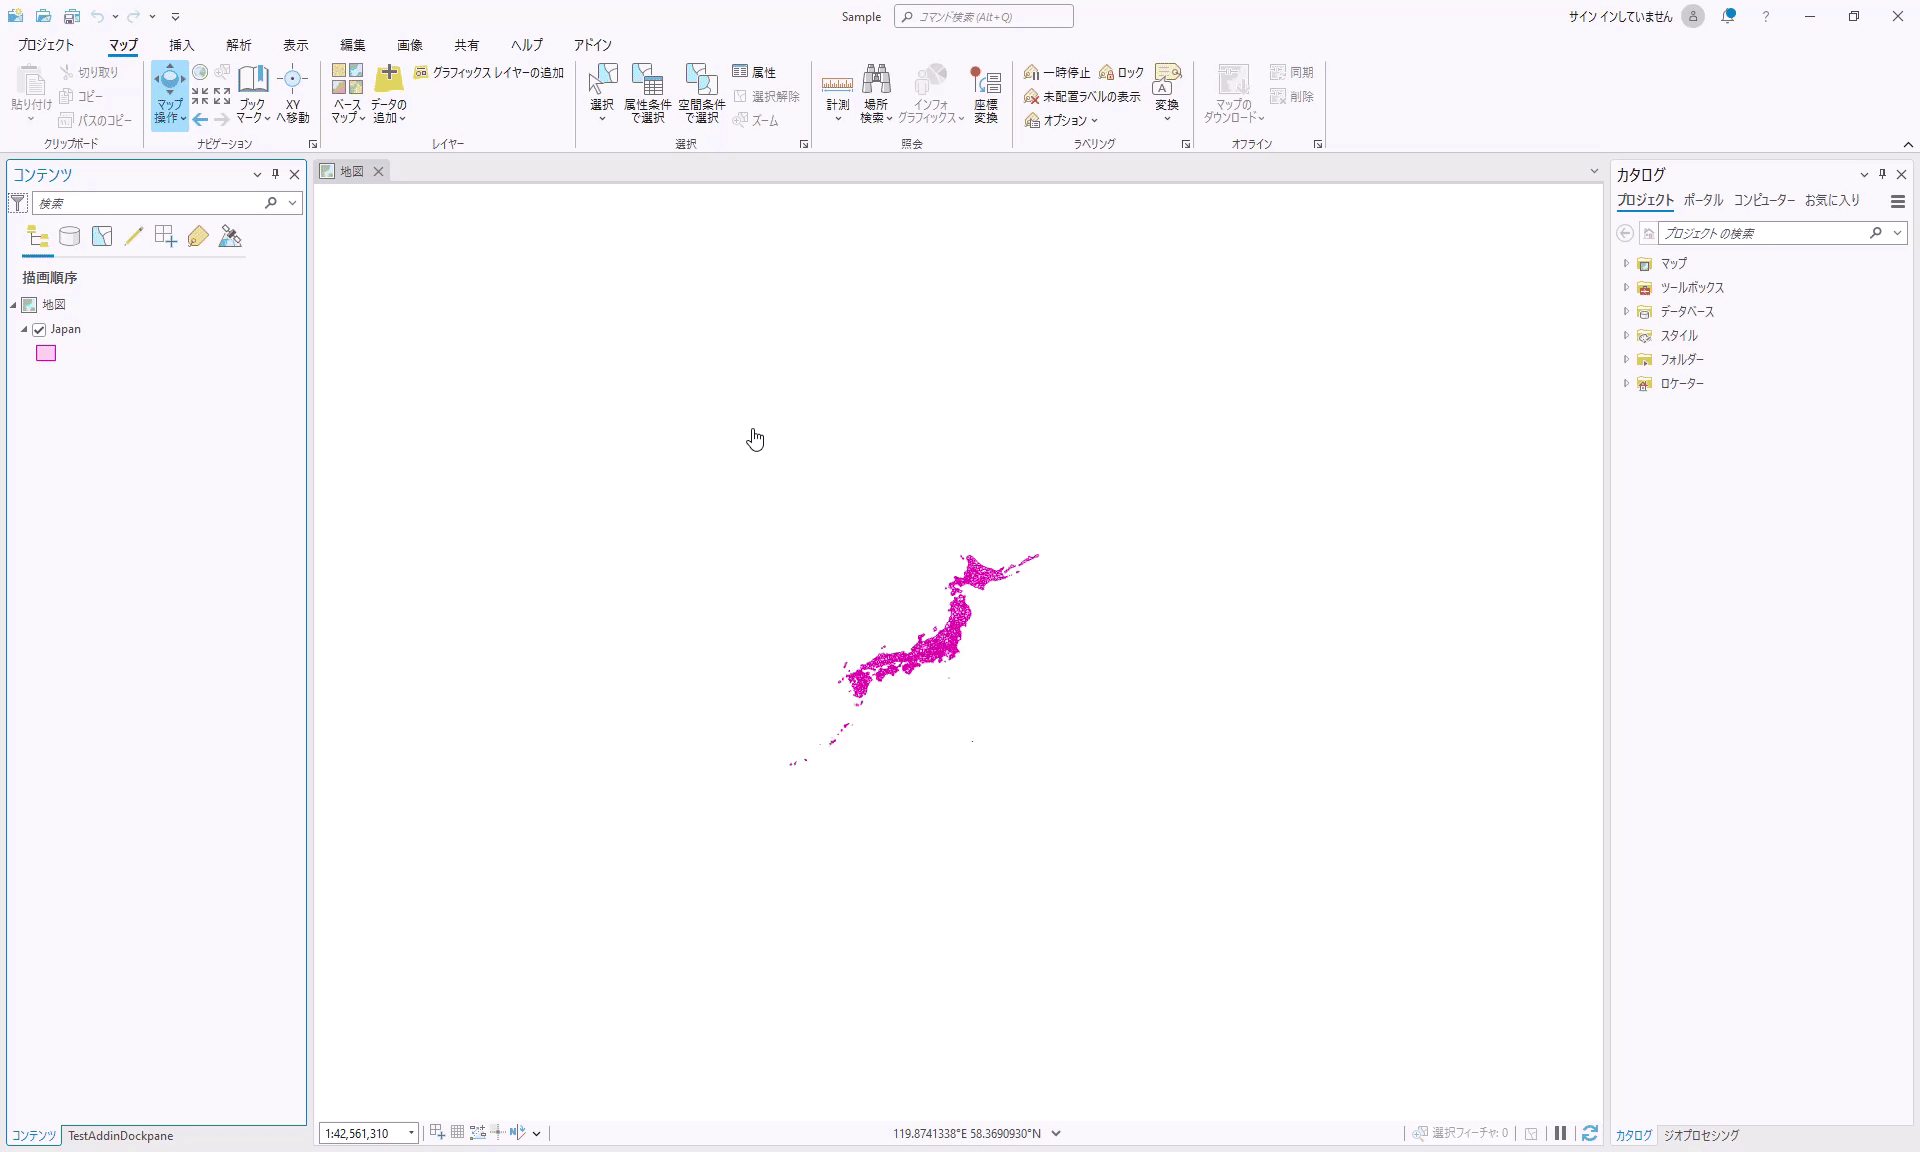 Sample
コマンド検索 (Alt+Q)
サイン インしていません
?
プロジェクト マップ 挿入 解析 表示 編集 画像 共有 ヘルプ アドイン
貼り付け
切り取り
コピー
パスのコピー
クリップボード
マップ操作
ブックマーク
XYへ移動
ナビゲーション
ベースマップ
データの追加
グラフィックス レイヤーの追加
レイヤー
選択
属性条件で選択
空間条件で選択
属性
選択解除
ズーム
選択
計測
場所検索
インフォグラフィックス
座標変換
照会
一時停止
ロック
未配置ラベルの表示
オプション
変換
ラベリング
マップのダウンロード
同期
削除
オフライン
コンテンツ
検索
描画順序
地図
Japan
コンテンツ TestAddinDockpane
地図
1:42,561,310
119.8741338°E 58.3690930°N
選択フィーチャ: 0
カタログ
プロジェクト ポータル コンピューター お気に入り
プロジェクト の検索
マップ
ツールボックス
データベース
スタイル
フォルダー
ロケーター
カタログ ジオプロセシング